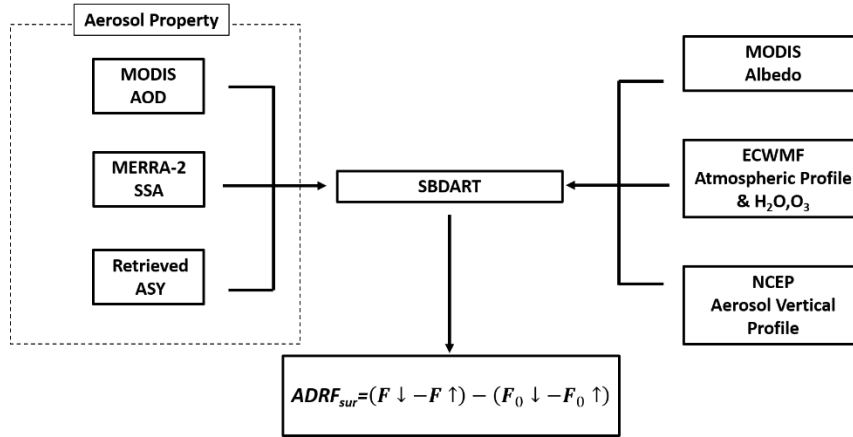 Aerosol Property
MODIS
AOD
MERRA-2
SSA
Retrieved
ASY
SBDART
MODIS
Albedo
ECWMF
Atmospheric Profile
& H₂O,O₃
NCEP
Aerosol Vertical
Profile
ADRF_sur=(F ↓ −F ↑) − (F₀ ↓ −F₀ ↑)